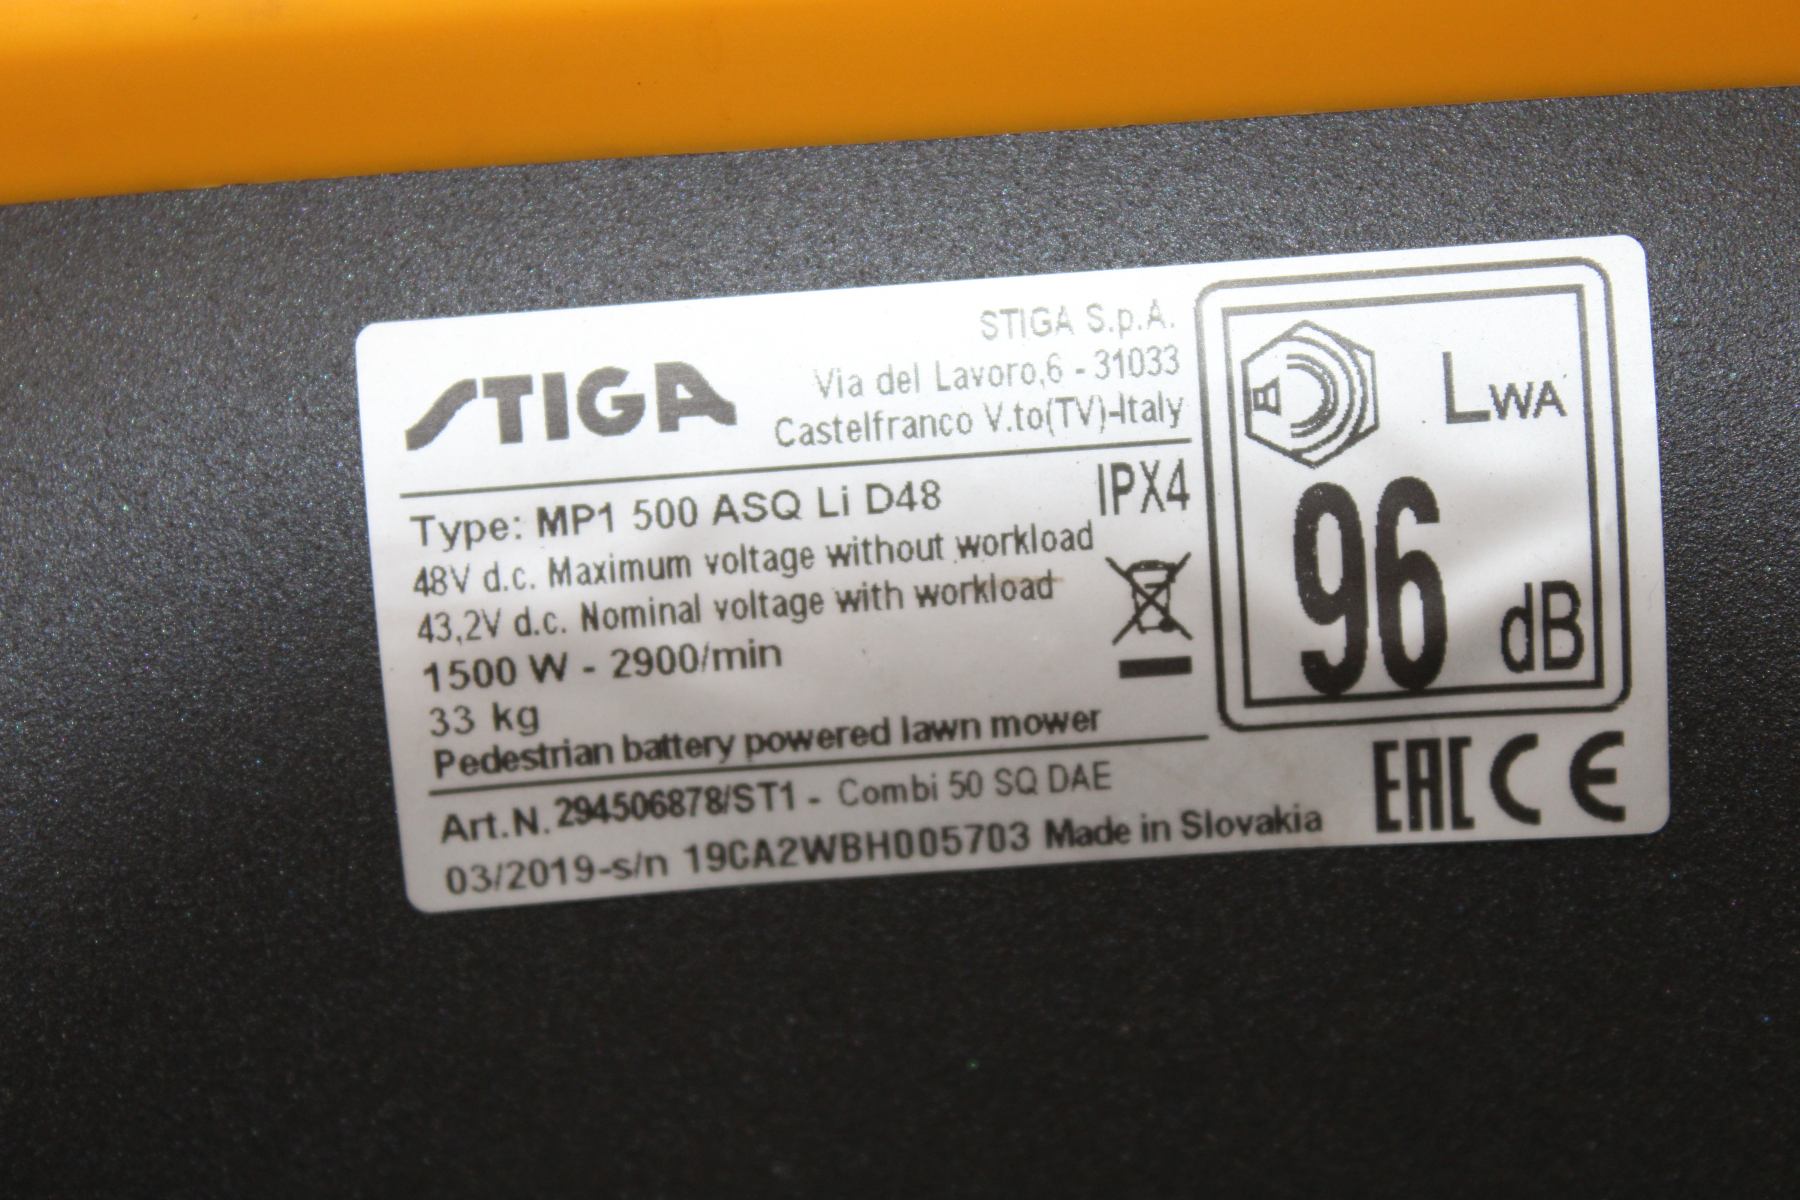 STIGA
STIGA S.p.A.
Via del Lavoro,6 - 31033
Castelfranco V.to(TV)-Italy
Type: MP1 500 ASQ Li D48
IPX4
48V d.c. Maximum voltage without workload
43,2V d.c. Nominal voltage with workload
1500 W - 2900/min
33 kg
Pedestrian battery powered lawn mower
Art.N. 294506878/ST1 - Combi 50 SQ DAE
03/2019-s/n 19CA2WBH005703 Made in Slovakia
LWA
96 dB
EAC CE